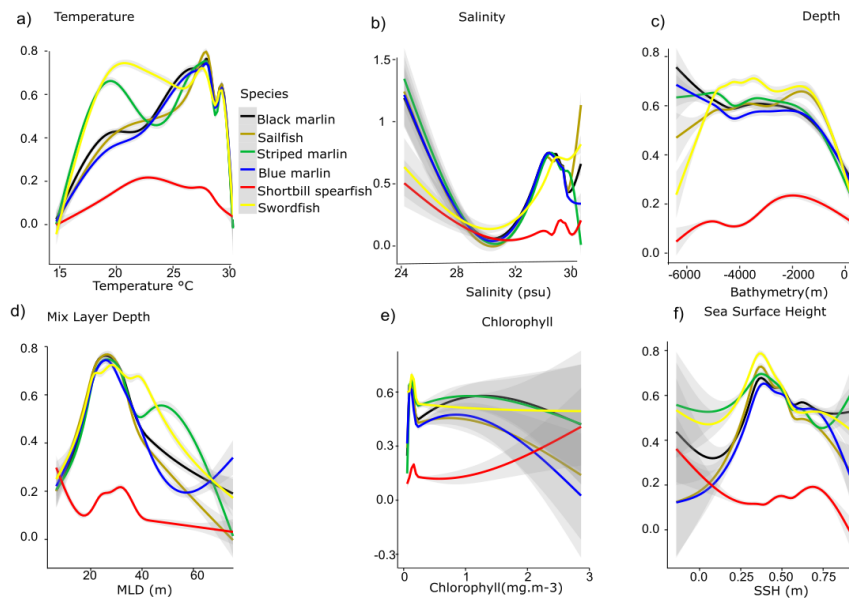 a) Temperature
0.8
0.6
0.4
0.2
0.0
15 20 27 30
Temperature °C
Species
Black marlin
Sailfish
Striped marlin
Blue marlin
Shortbill spearfish
Swordfish
b) Salinity
1.5
1
0.5
0.0
24 28 32 30
Salinity (psu)
c) Depth
0.8
0.6
0.4
0.2
0.0
-6000 -4000 -2000 0
Bathymetry(m)
d) Mix Layer Depth
0.8
0.6
0.4
0.2
0.0
20 40 60
MLD (m)
e) Chlorophyll
0.6
0.3
0.0
-0.3
0 1 2 3
Chlorophyll(mg.m-3)
f) Sea Surface Height
0.8
0.6
0.4
0.2
0.0
0.0 0.25 0.50 0.75
SSH (m)